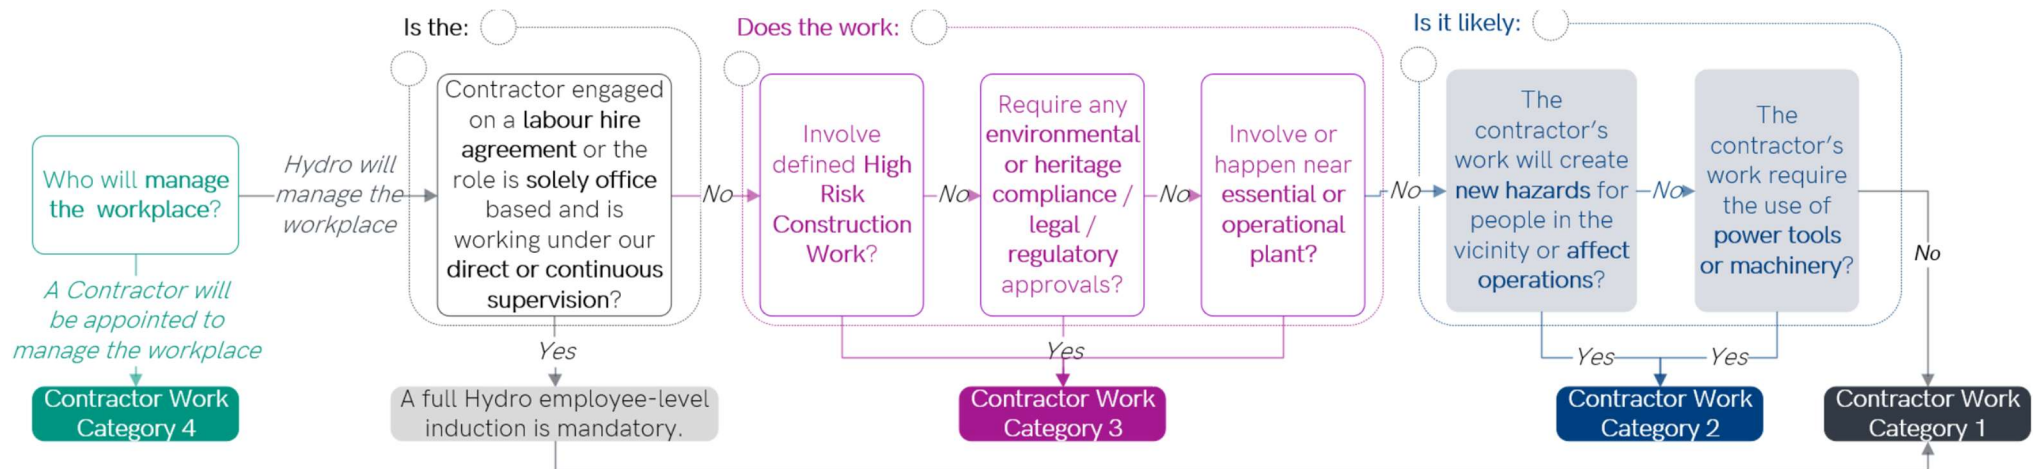 Is the:
Does the work:
Is it likely:
Who will manage
the workplace?
Hydro will
manage the
workplace
A Contractor will
be appointed to
manage the workplace
Contractor Work
Category 4
Contractor engaged
on a labour hire
agreement or the
role is solely office
based and is
working under our
direct or continuous
supervision?
Yes
A full Hydro employee-level
induction is mandatory.
No
Involve
defined High
Risk
Construction
Work?
No
Require any
environmental
or heritage
compliance /
legal /
regulatory
approvals?
No
Involve or
happen near
essential or
operational
plant?
Yes
Contractor Work
Category 3
No
The
contractor's
work will create
new hazards for
people in the
vicinity or affect
operations?
No
The
contractor's
work require
the use of
power tools
or machinery?
Yes
Yes
Contractor Work
Category 2
No
Contractor Work
Category 1